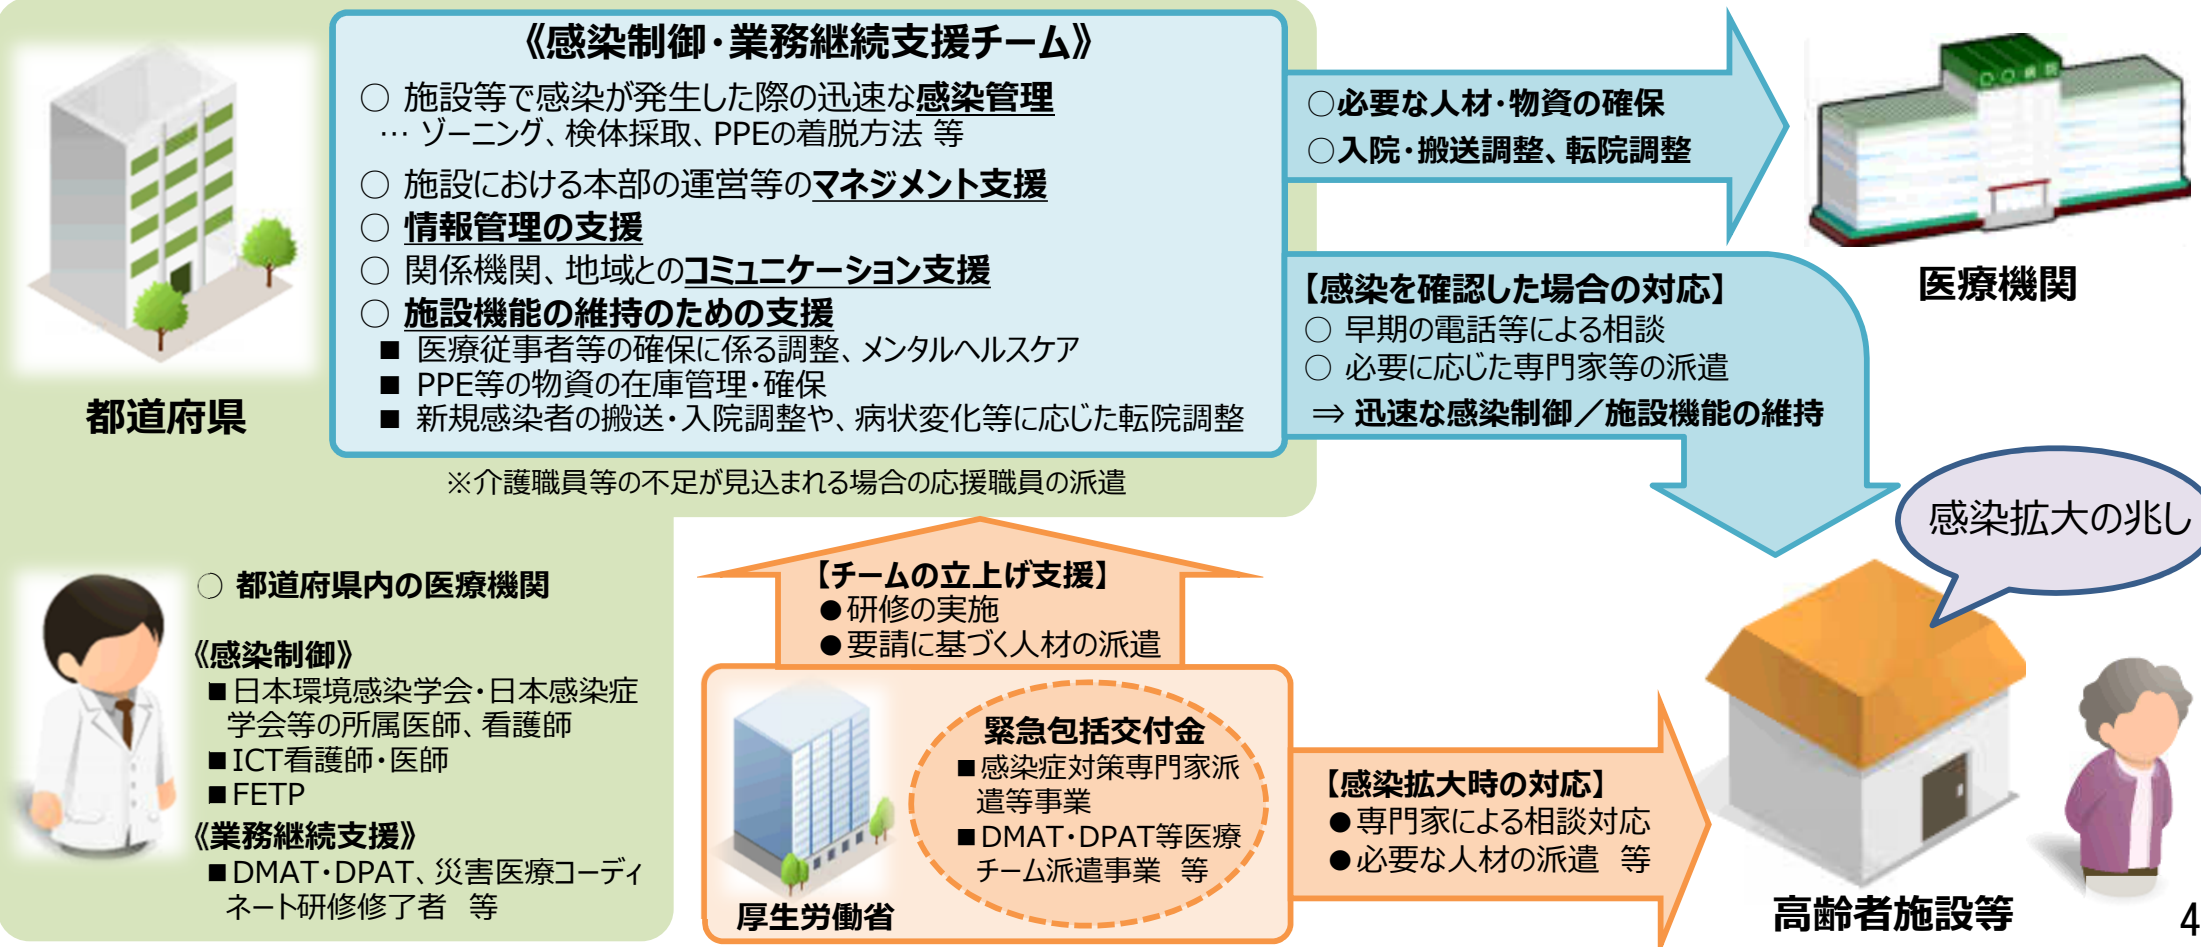 《感染制御・業務継続支援チーム》
○ 施設等で感染が発生した際の迅速な感染管理
… ゾーニング、検体採取、PPEの着脱方法 等
○ 施設における本部の運営等のマネジメント支援
○ 情報管理の支援
○ 関係機関、地域とのコミュニケーション支援
○ 施設機能の維持のための支援
■ 医療従事者等の確保に係る調整、メンタルヘルスケア
■ PPE等の物資の在庫管理・確保
■ 新規感染者の搬送・入院調整や、病状変化等に応じた転院調整
※介護職員等の不足が見込まれる場合の応援職員の派遣
都道府県
○必要な人材・物資の確保
○入院・搬送調整、転院調整
○○病院
医療機関
【感染を確認した場合の対応】
○ 早期の電話等による相談
○ 必要に応じた専門家等の派遣
⇒ 迅速な感染制御／施設機能の維持
感染拡大の兆し
○ 都道府県内の医療機関
《感染制御》
■日本環境感染学会・日本感染症
学会等の所属医師、看護師
■ICT看護師・医師
■FETP
《業務継続支援》
■DMAT・DPAT、災害医療コーディ
ネート研修修了者 等
【チームの立上げ支援】
●研修の実施
●要請に基づく人材の派遣
緊急包括交付金
■感染症対策専門家派
遣等事業
■DMAT・DPAT等医療
チーム派遣事業 等
厚生労働省
【感染拡大時の対応】
●専門家による相談対応
●必要な人材の派遣 等
高齢者施設等
4